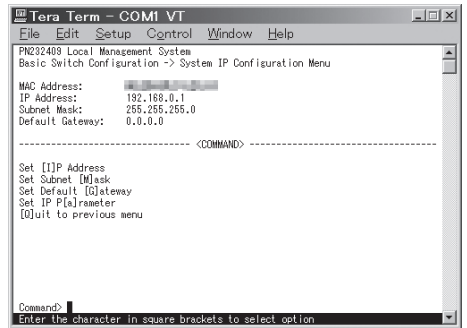 Tera Term - COM1 VT
File Edit Setup Control Window Help
PN232409 Local Management System
Basic Switch Configuration -> System IP Configuration Menu
MAC Address:
IP Address: 192.168.0.1
Subnet Mask: 255.255.255.0
Default Gateway: 0.0.0.0
-------------------------------- <COMMAND> -----------------------------------
Set [I]P Address
Set Subnet [M]ask
Set Default [G]ateway
Set IP P[a]rameter
[Q]uit to previous menu
Command>
Enter the character in square brackets to select option